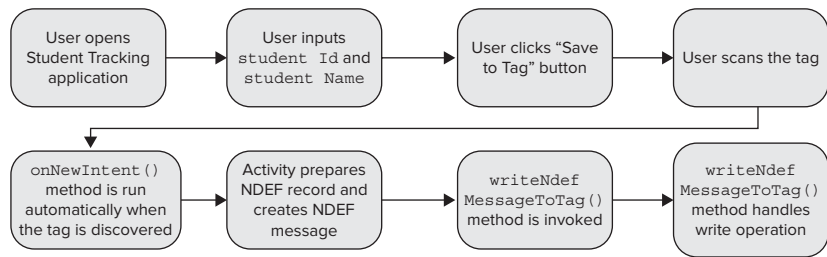 User opens
Student Tracking
application
User inputs
student Id and
student Name
User clicks “Save
to Tag” button
User scans the tag
onNewIntent()
method is run
automatically when
the tag is discovered
Activity prepares
NDEF record and
creates NDEF
message
writeNdef
MessageToTag()
method is invoked
writeNdef
MessageToTag()
method handles
write operation